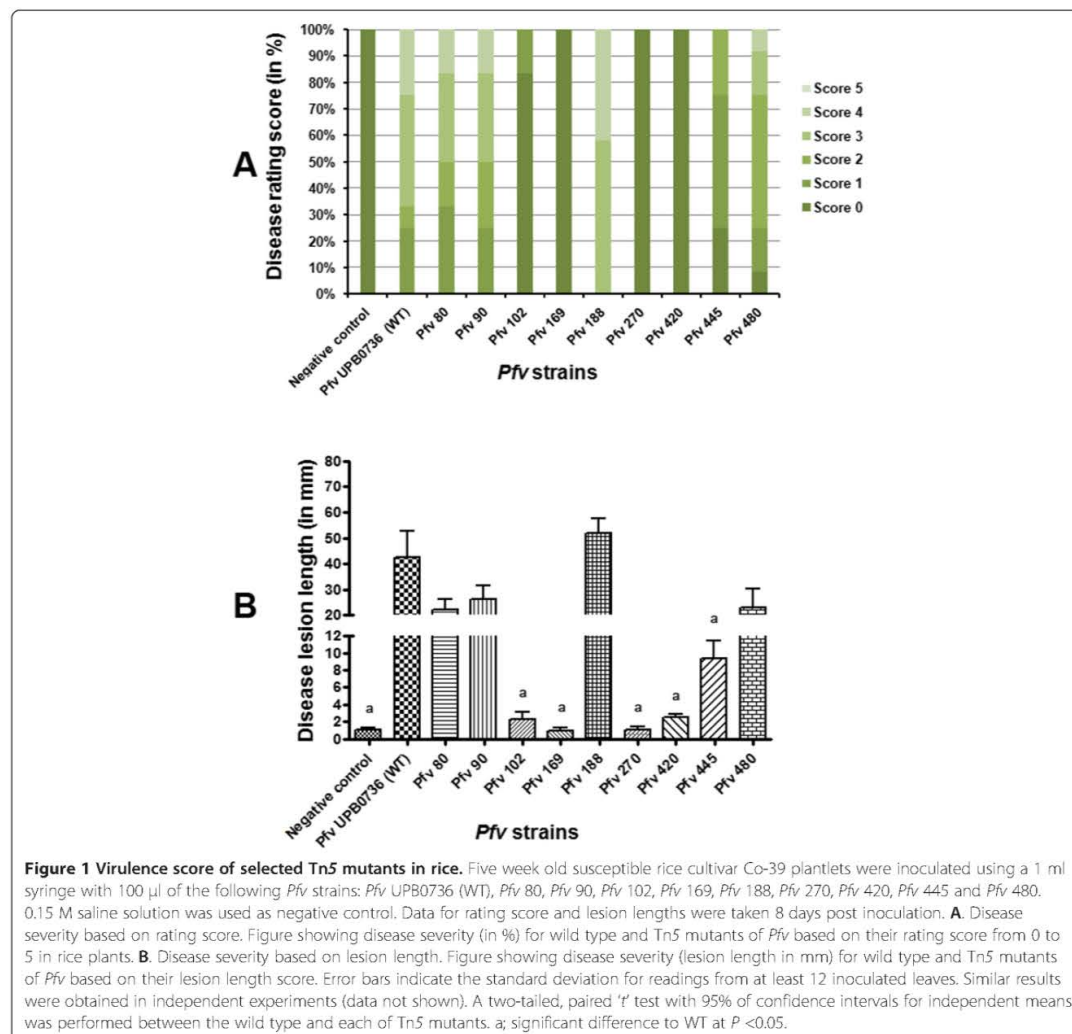 A
Disease rating score (in %)
100%
90%
80%
70%
60%
50%
40%
30%
20%
10%
0%
Negative control
Pfv UPB0736 (WT)
Pfv 80
Pfv 90
Pfv 102
Pfv 169
Pfv 188
Pfv 270
Pfv 420
Pfv 445
Pfv 480
Pfv strains
Score 5
Score 4
Score 3
Score 2
Score 1
Score 0
B
Disease lesion length (in mm)
80
70
60
50
40
30
20
12
10
8
6
4
2
0
a
a
a
a
a
a
Negative control
Pfv UPB0736 (WT)
Pfv 80
Pfv 90
Pfv 102
Pfv 169
Pfv 188
Pfv 270
Pfv 420
Pfv 445
Pfv 480
Pfv strains
Figure 1 Virulence score of selected Tn5 mutants in rice. Five week old susceptible rice cultivar Co-39 plantlets were inoculated using a 1 ml
syringe with 100 μl of the following Pfv strains: Pfv UPB0736 (WT), Pfv 80, Pfv 90, Pfv 102, Pfv 169, Pfv 188, Pfv 270, Pfv 420, Pfv 445 and Pfv 480.
0.15 M saline solution was used as negative control. Data for rating score and lesion lengths were taken 8 days post inoculation. A. Disease
severity based on rating score. Figure showing disease severity (in %) for wild type and Tn5 mutants of Pfv based on their rating score from 0 to
5 in rice plants. B. Disease severity based on lesion length. Figure showing disease severity (lesion length in mm) for wild type and Tn5 mutants
of Pfv based on their lesion length score. Error bars indicate the standard deviation for readings from at least 12 inoculated leaves. Similar results
were obtained in independent experiments (data not shown). A two-tailed, paired 't' test with 95% of confidence intervals for independent means
was performed between the wild type and each of Tn5 mutants. a; significant difference to WT at P <0.05.